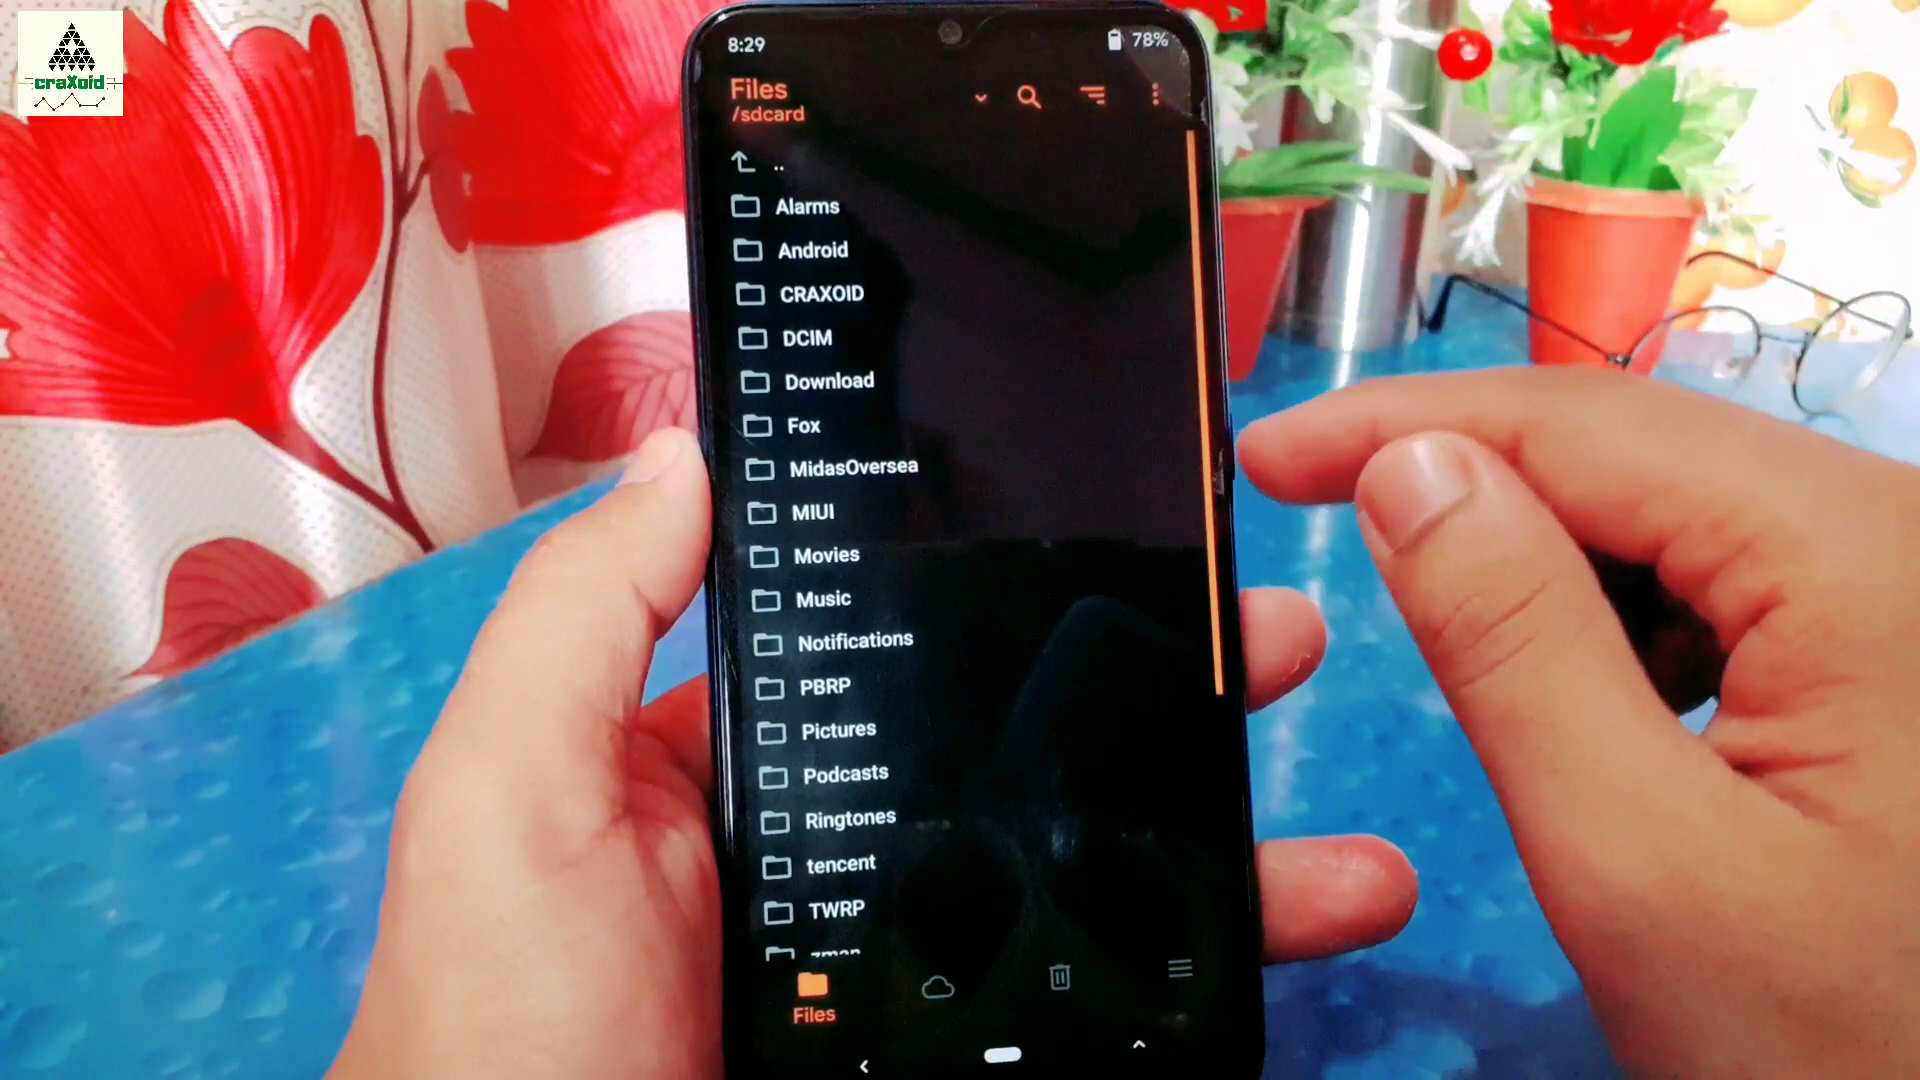 craXoid
8:29
78%
Files
/sdcard
..
Alarms
Android
CRAXOID
DCIM
Download
Fox
MidasOversea
MIUI
Movies
Music
Notifications
PBRP
Pictures
Podcasts
Ringtones
tencent
TWRP
Files